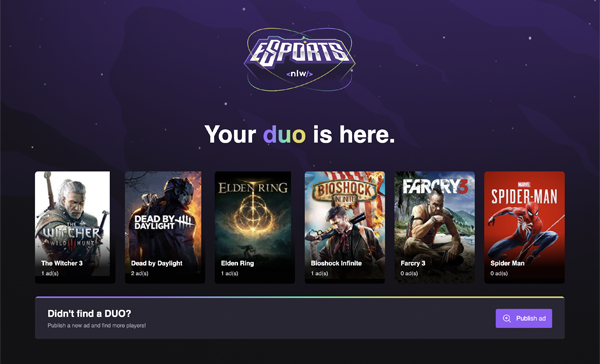 eSPORTS
<nlw/>
Your duo is here.
THE
WITCHER
WILD HUNT
DEAD BY
DAYLIGHT
ELDEN RING
BIOSHOCK
INFINITE
FARCRY 3
MARVEL
SPIDER-MAN
The Witcher 3
1 ad(s)
Dead by Daylight
2 ad(s)
Elden Ring
1 ad(s)
Bioshock Infinite
1 ad(s)
Farcry 3
0 ad(s)
Spider Man
0 ad(s)
Didn't find a DUO?
Publish a new ad and find more players!
Publish ad